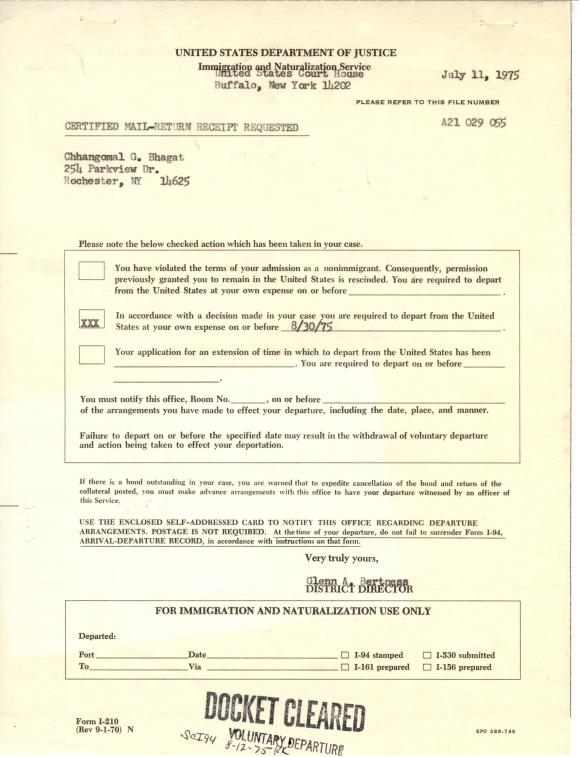 UNITED STATES DEPARTMENT OF JUSTICE
Immigration and Naturalization Service
United States Court House
Buffalo, New York 14202
July 11, 1975
PLEASE REFER TO THIS FILE NUMBER
A21 029 055
CERTIFIED MAIL-RETURN RECEIPT REQUESTED
Chhangomal G. Bhagat
254 Parkview Dr.
Rochester, NY 14625
Please note the below checked action which has been taken in your case.
You have violated the terms of your admission as a nonimmigrant. Consequently, permission
previously granted you to remain in the United States is rescinded. You are required to depart
from the United States at your own expense on or before ____.
XXX In accordance with a decision made in your case you are required to depart from the United
States at your own expense on or before 8/30/75.
Your application for an extension of time in which to depart from the United States has been
____. You are required to depart on or before ____
____.
You must notify this office, Room No.____, on or before ____
of the arrangements you have made to effect your departure, including the date, place, and manner.
Failure to depart on or before the specified date may result in the withdrawal of voluntary departure
and action being taken to effect your deportation.
If there is a bond outstanding in your case, you are warned that to expedite cancellation of the bond and return of the
collateral posted, you must make advance arrangements with this office to have your departure witnessed by an officer of
this Service.
USE THE ENCLOSED SELF-ADDRESSED CARD TO NOTIFY THIS OFFICE REGARDING DEPARTURE
ARRANGEMENTS. POSTAGE IS NOT REQUIRED. At the time of your departure, do not fail to surrender Form I-94,
ARRIVAL-DEPARTURE RECORD, in accordance with instructions on that form.
Very truly yours,
Glenn A. Bertness
DISTRICT DIRECTOR
FOR IMMIGRATION AND NATURALIZATION USE ONLY
Departed:
Port____Date____ ☐ I-94 stamped ☐ I-530 submitted
To____Via ____ ☐ I-161 prepared ☐ I-156 prepared
DOCKET CLEARED
VOLUNTARY DEPARTURE
8-12-75
Form I-210
(Rev 9-1-70) N
GPO 389-746